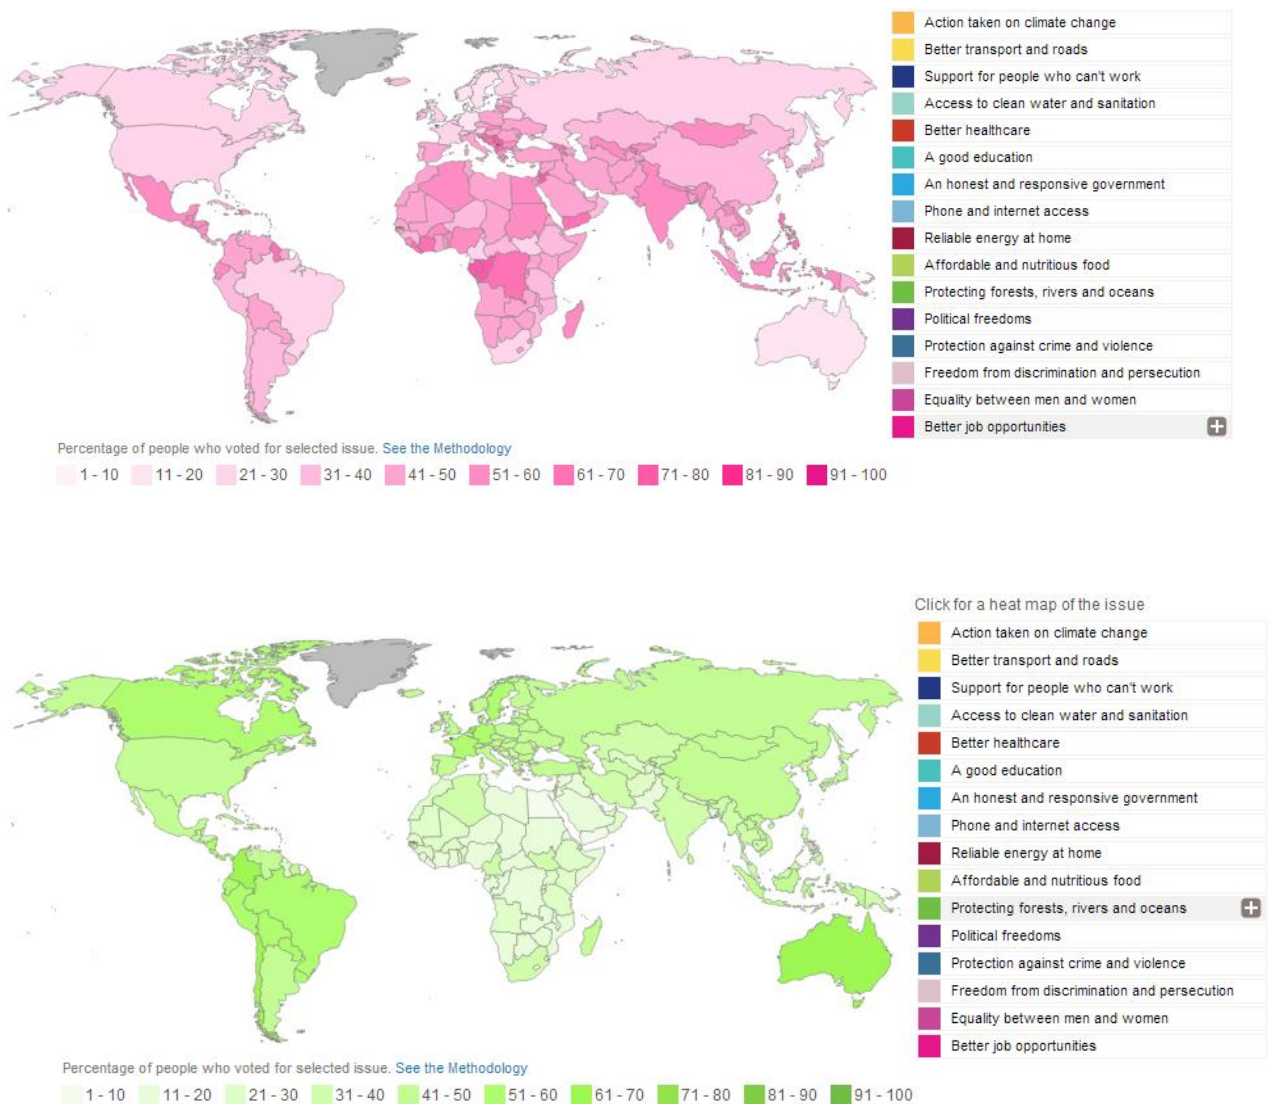 Action taken on climate change
Better transport and roads
Support for people who can't work
Access to clean water and sanitation
Better healthcare
A good education
An honest and responsive government
Phone and internet access
Reliable energy at home
Affordable and nutritious food
Protecting forests, rivers and oceans
Political freedoms
Protection against crime and violence
Freedom from discrimination and persecution
Equality between men and women
Better job opportunities
Percentage of people who voted for selected issue. See the Methodology
1 - 10 11 - 20 21 - 30 31 - 40 41 - 50 51 - 60 61 - 70 71 - 80 81 - 90 91 - 100
Click for a heat map of the issue
Action taken on climate change
Better transport and roads
Support for people who can't work
Access to clean water and sanitation
Better healthcare
A good education
An honest and responsive government
Phone and internet access
Reliable energy at home
Affordable and nutritious food
Protecting forests, rivers and oceans
Political freedoms
Protection against crime and violence
Freedom from discrimination and persecution
Equality between men and women
Better job opportunities
Percentage of people who voted for selected issue. See the Methodology
1 - 10 11 - 20 21 - 30 31 - 40 41 - 50 51 - 60 61 - 70 71 - 80 81 - 90 91 - 100